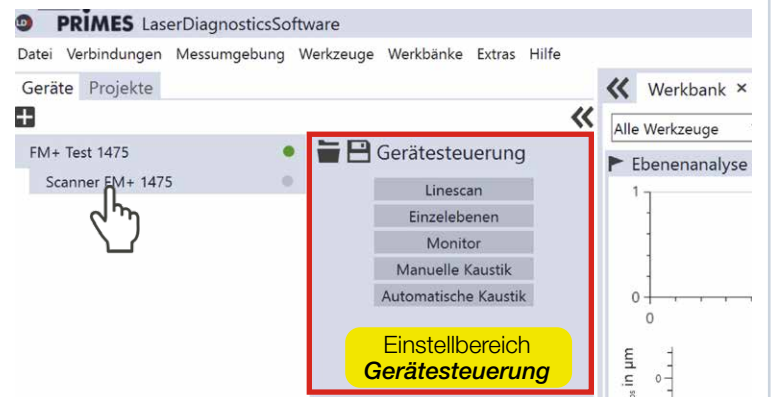 PRIMES LaserDiagnosticsSoftware
Datei Verbindungen Messumgebung Werkzeuge Werkbänke Extras Hilfe
Geräte Projekte
Werkbank ×
Alle Werkzeuge
FM+ Test 1475
Gerätesteuerung
Ebenenanalyse
Scanner FM+ 1475
Linescan
Einzelebenen
Monitor
Manuelle Kaustik
Automatische Kaustik
1
0
0
Einstellbereich
Gerätesteuerung
in µm
0